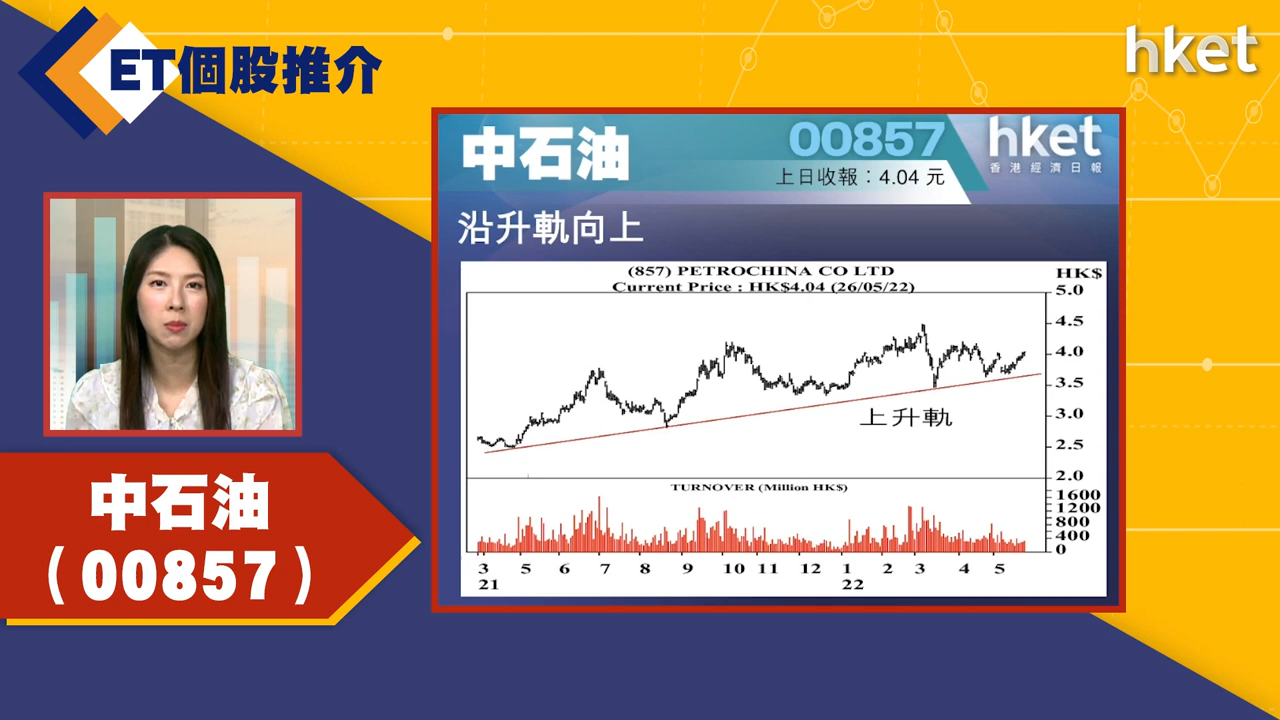 ET個股推介
hket
中石油
00857
hket
香港經濟日報
上日收報：4.04 元
沿升軌向上
(857) PETROCHINA CO LTD
HK$
Current Price : HK$4.04 (26/05/22)
5.0
4.5
4.0
3.5
3.0
2.5
2.0
上升軌
TURNOVER (Million HK$)
1600
1200
800
400
0
3 5 6 7 8 9 10 11 12 1 2 3 4 5
21 22
中石油
（00857）